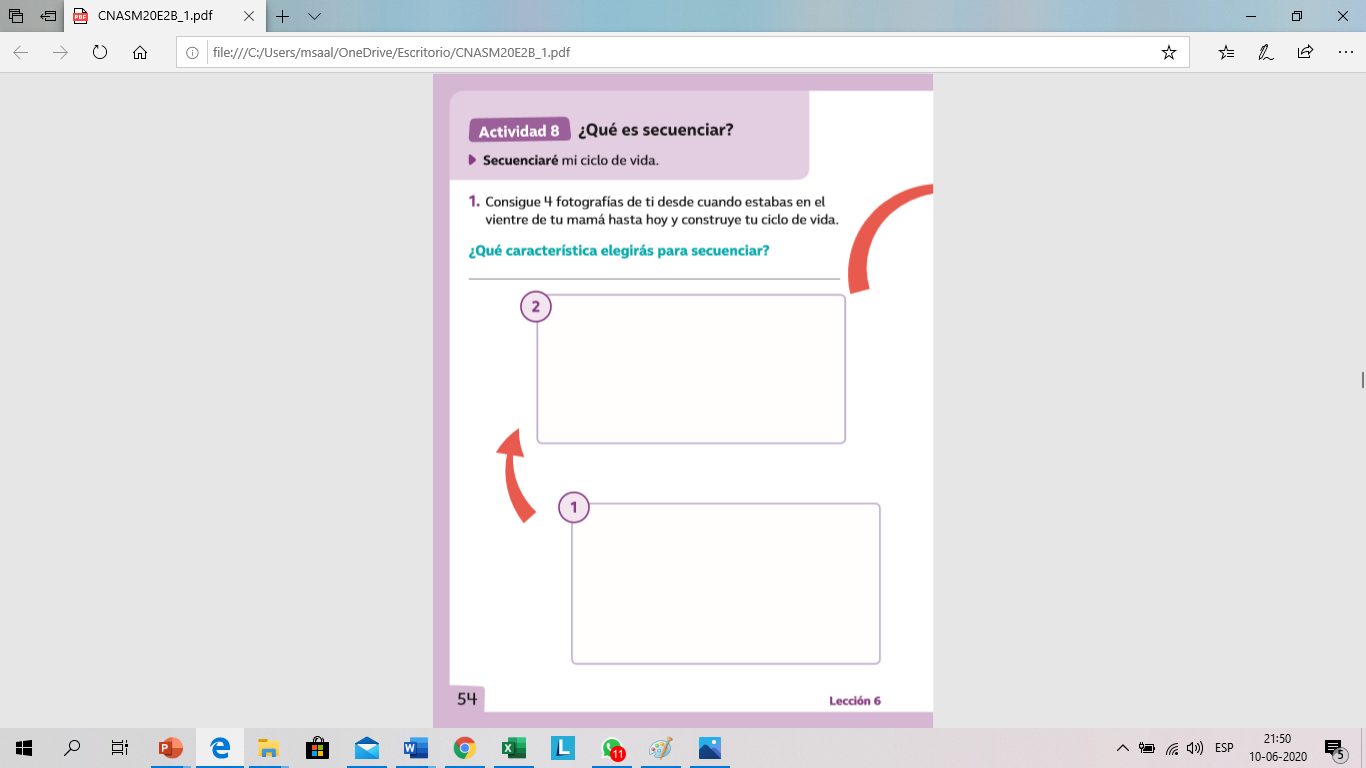 CNASM20E2B_1.pdf
file:///C:/Users/msaal/OneDrive/Escritorio/CNASM20E2B_1.pdf
Actividad 8 ¿Qué es secuenciar?
Secuenciaré mi ciclo de vida.
1. Consigue 4 fotografías de ti desde cuando estabas en el
vientre de tu mamá hasta hoy y construye tu ciclo de vida.
¿Qué característica elegirás para secuenciar?
2
1
54
Lección 6
11
ESP
21:50
10-06-2020
5